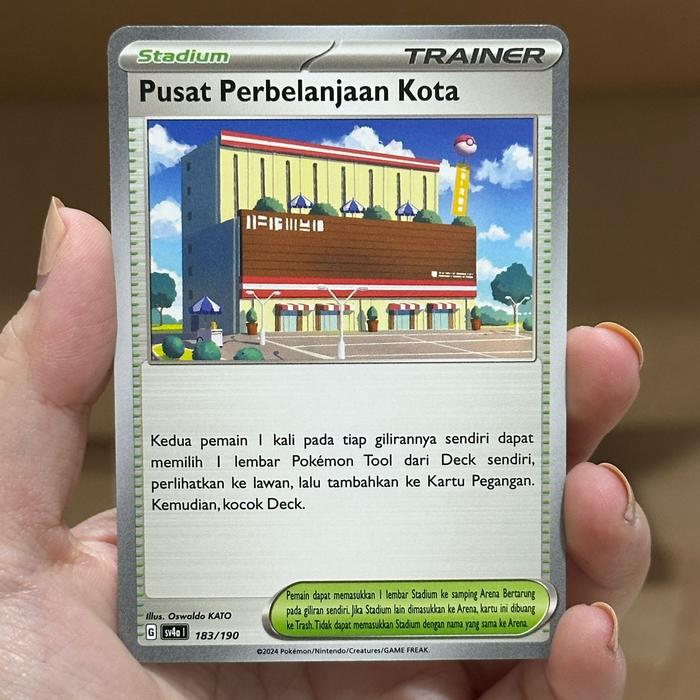 Stadium
TRAINER
Pusat Perbelanjaan Kota
Kedua pemain 1 kali pada tiap gilirannya sendiri dapat
memilih 1 lembar Pokémon Tool dari Deck sendiri,
perlihatkan ke lawan, lalu tambahkan ke Kartu Pegangan.
Kemudian, kocok Deck.
Pemain dapat memasukkan 1 lembar Stadium ke samping Arena Bertarung
pada giliran sendiri. Jika Stadium lain dimasukkan ke Arena, kartu ini dibuang
ke Trash. Tidak dapat memasukkan Stadium dengan nama yang sama ke Arena.
Illus. Oswaldo KATO
G sv4a I 183/190
©2024 Pokémon/Nintendo/Creatures/GAME FREAK.